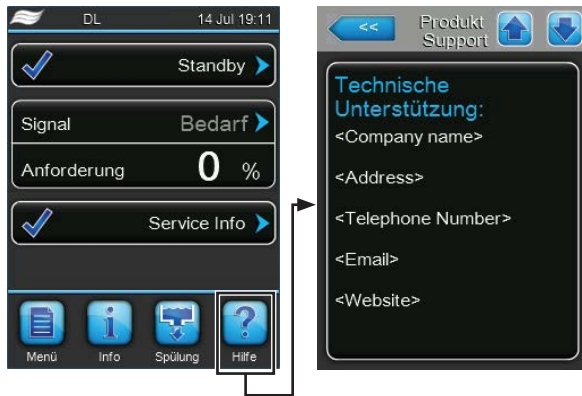 DL 14 Jul 19:11
Standby
Signal Bedarf
Anforderung 0 %
Service Info
Menü Info Spülung Hilfe
<< Produkt
Support
Technische
Unterstützung:
<Company name>
<Address>
<Telephone Number>
<Email>
<Website>